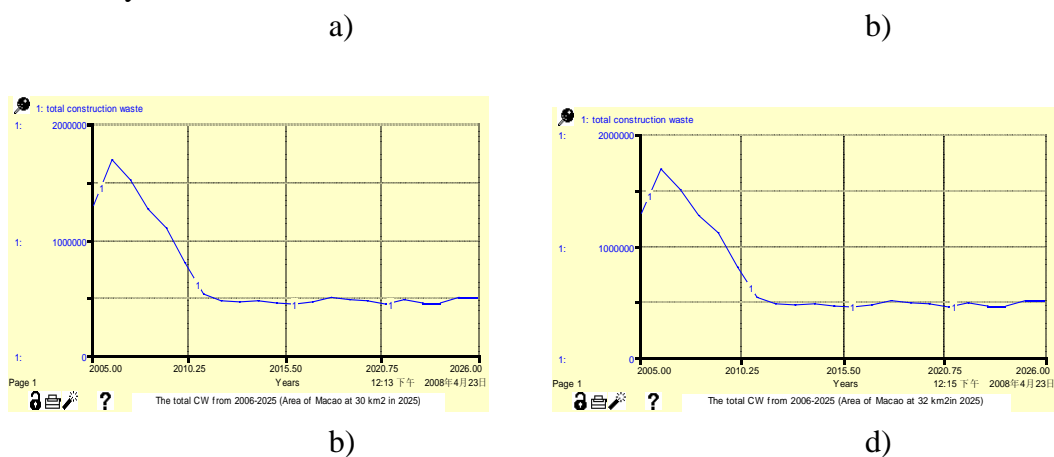 a) b)
1: total construction waste
1: 2000000
1: 1000000
1: 0
1
1
1
1
2005.00 2010.25 2015.50 2020.75 2026.00
Page 1 Years 12:13 下午 2008年4月23日
? The total CW from 2006-2025 (Area of Macao at 30 km2 in 2025)
b)
1: total construction waste
1: 2000000
1: 1000000
1: 0
1
1
1
1
2005.00 2010.25 2015.50 2020.75 2026.00
Page 1 Years 12:15 下午 2008年4月23日
? The total CW from 2006-2025 (Area of Macao at 32 km2in 2025)
d)